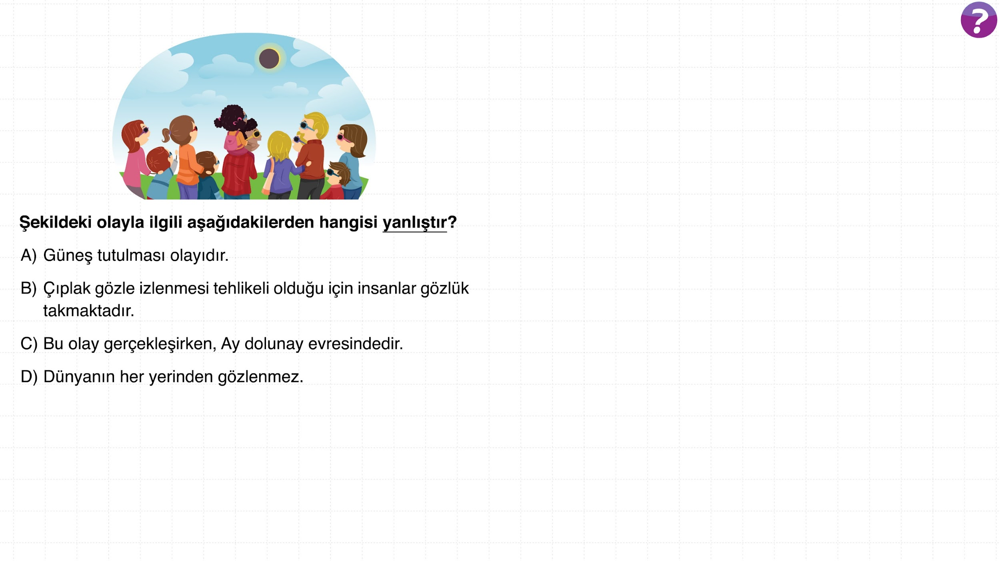 ?
Şekildeki olayla ilgili aşağıdakilerden hangisi yanlıştır?
A) Güneş tutulması olayıdır.
B) Çıplak gözle izlenmesi tehlikeli olduğu için insanlar gözlük
takmaktadır.
C) Bu olay gerçekleşirken, Ay dolunay evresindedir.
D) Dünyanın her yerinden gözlenmez.